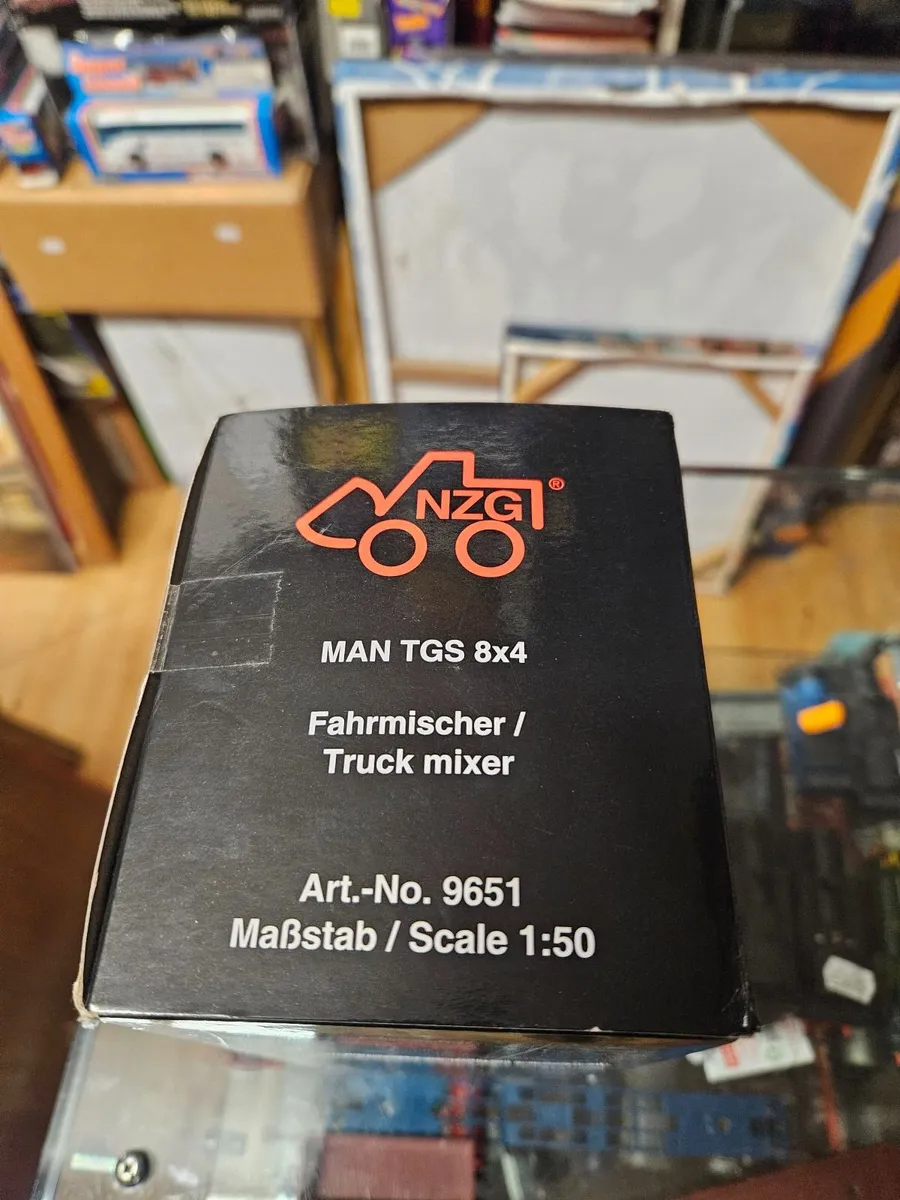 NZG®
MAN TGS 8x4
Fahrmischer /
Truck mixer
Art.-No. 9651
Maßstab / Scale 1:50